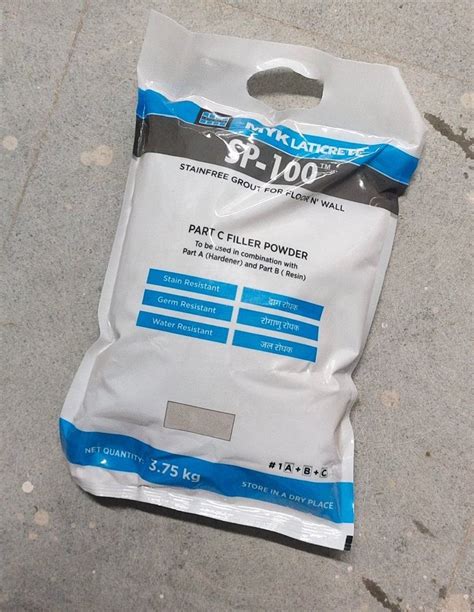 MYK LATICRETE
SP-100™
STAINFREE GROUT FOR FLOOR N' WALL
PART C FILLER POWDER
To be used in combination with
Part A (Hardener) and Part B ( Resin)
Stain Resistant दाग रोधक
Germ Resistant रोगाणु रोधक
Water Resistant जल रोधक
NET QUANTITY: 3.75 kg
#1 A+B+C
STORE IN A DRY PLACE